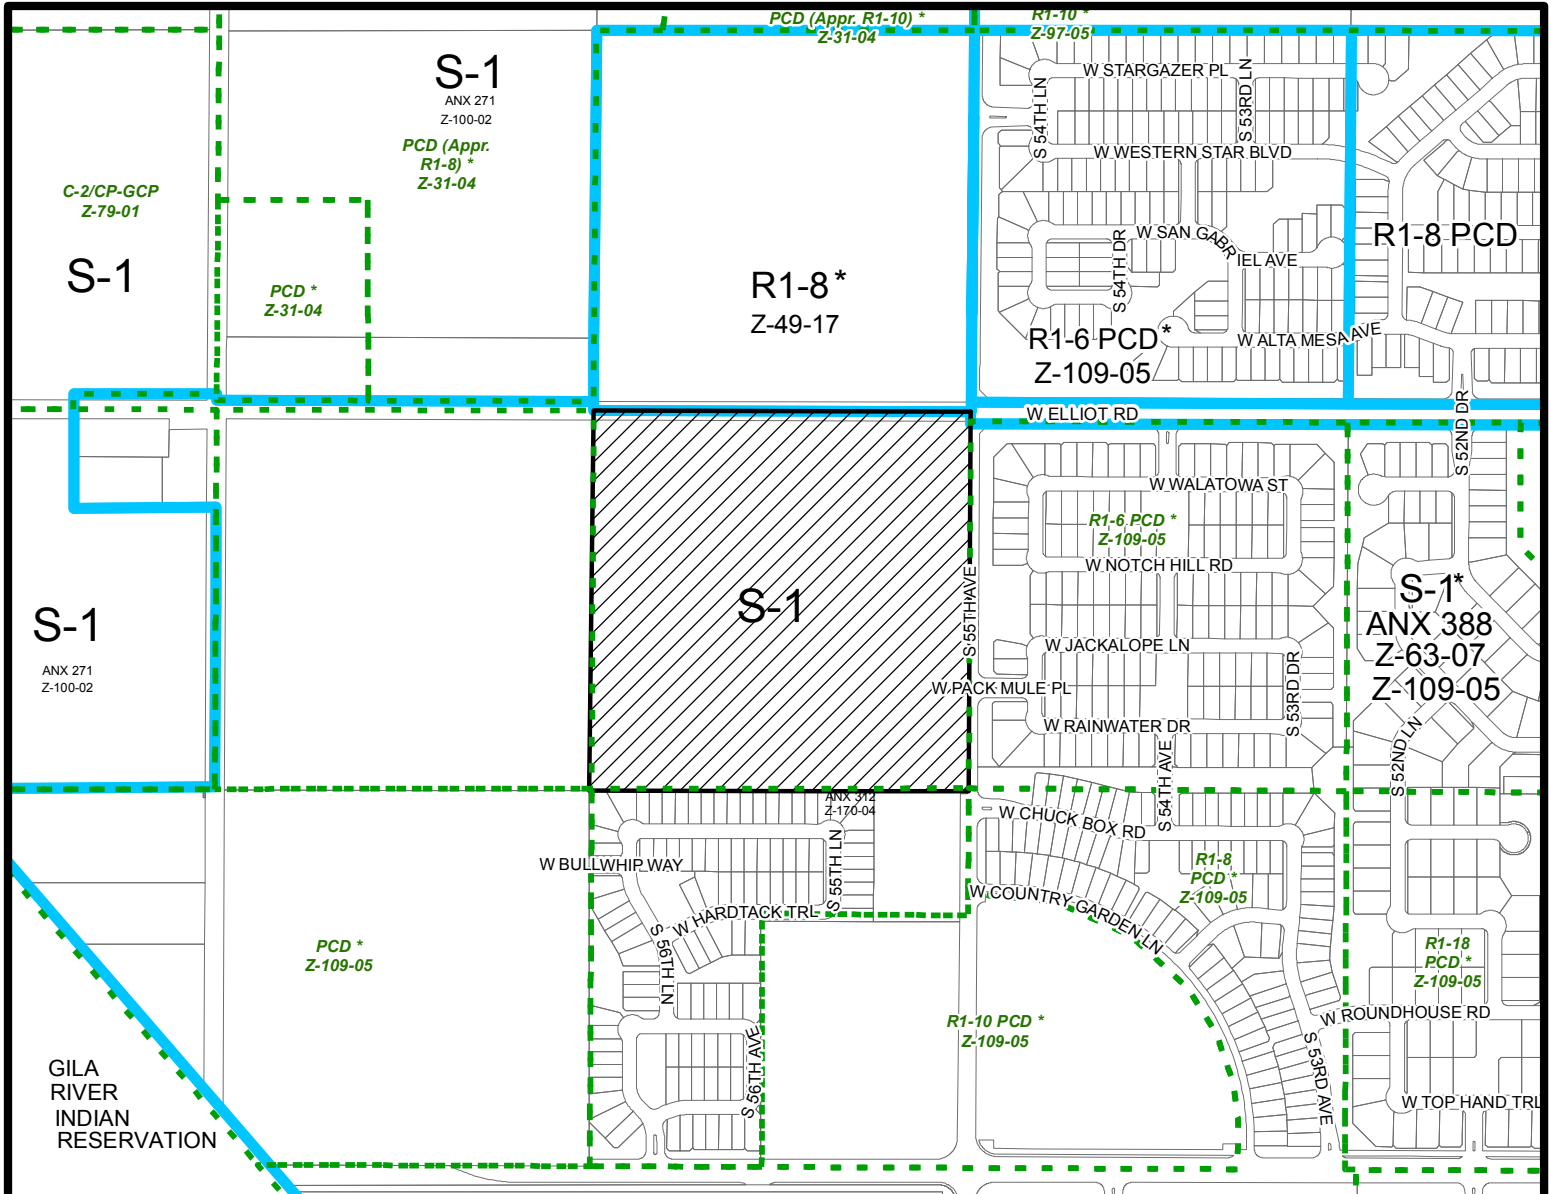 PCD (Appr. R1-10) *
Z-31-04
R1-10 *
Z-97-05
S-1
ANX 271
Z-100-02
PCD (Appr.
R1-8) *
Z-31-04
C-2/CP-GCP
Z-79-01
S-1
PCD *
Z-31-04
R1-8 *
Z-49-17
W STARGAZER PL
S 54TH LN
S 53RD LN
W WESTERN STAR BLVD
W SAN GABRIEL AVE
S 54TH DR
R1-8 PCD
R1-6 PCD *
Z-109-05
W ALTA MESA AVE
W ELLIOT RD
S 52ND DR
W WALATOWA ST
R1-6 PCD *
Z-109-05
W NOTCH HILL RD
S 55TH AVE
S-1
S-1*
ANX 388
Z-63-07
Z-109-05
S-1
ANX 271
Z-100-02
W JACKALOPE LN
W PACK MULE PL
S 53RD DR
W RAINWATER DR
S 54TH AVE
S 52ND LN
ANX 312
Z-170-04
W CHUCK BOX RD
W BULLWHIP WAY
S 55TH LN
R1-8
PCD *
Z-109-05
W COUNTRY GARDEN LN
W HARDTACK TRL
S 56TH LN
PCD *
Z-109-05
R1-18
PCD *
Z-109-05
R1-10 PCD *
Z-109-05
W ROUNDHOUSE RD
S 56TH AVE
S 53RD AVE
W TOP HAND TRL
GILA
RIVER
INDIAN
RESERVATION